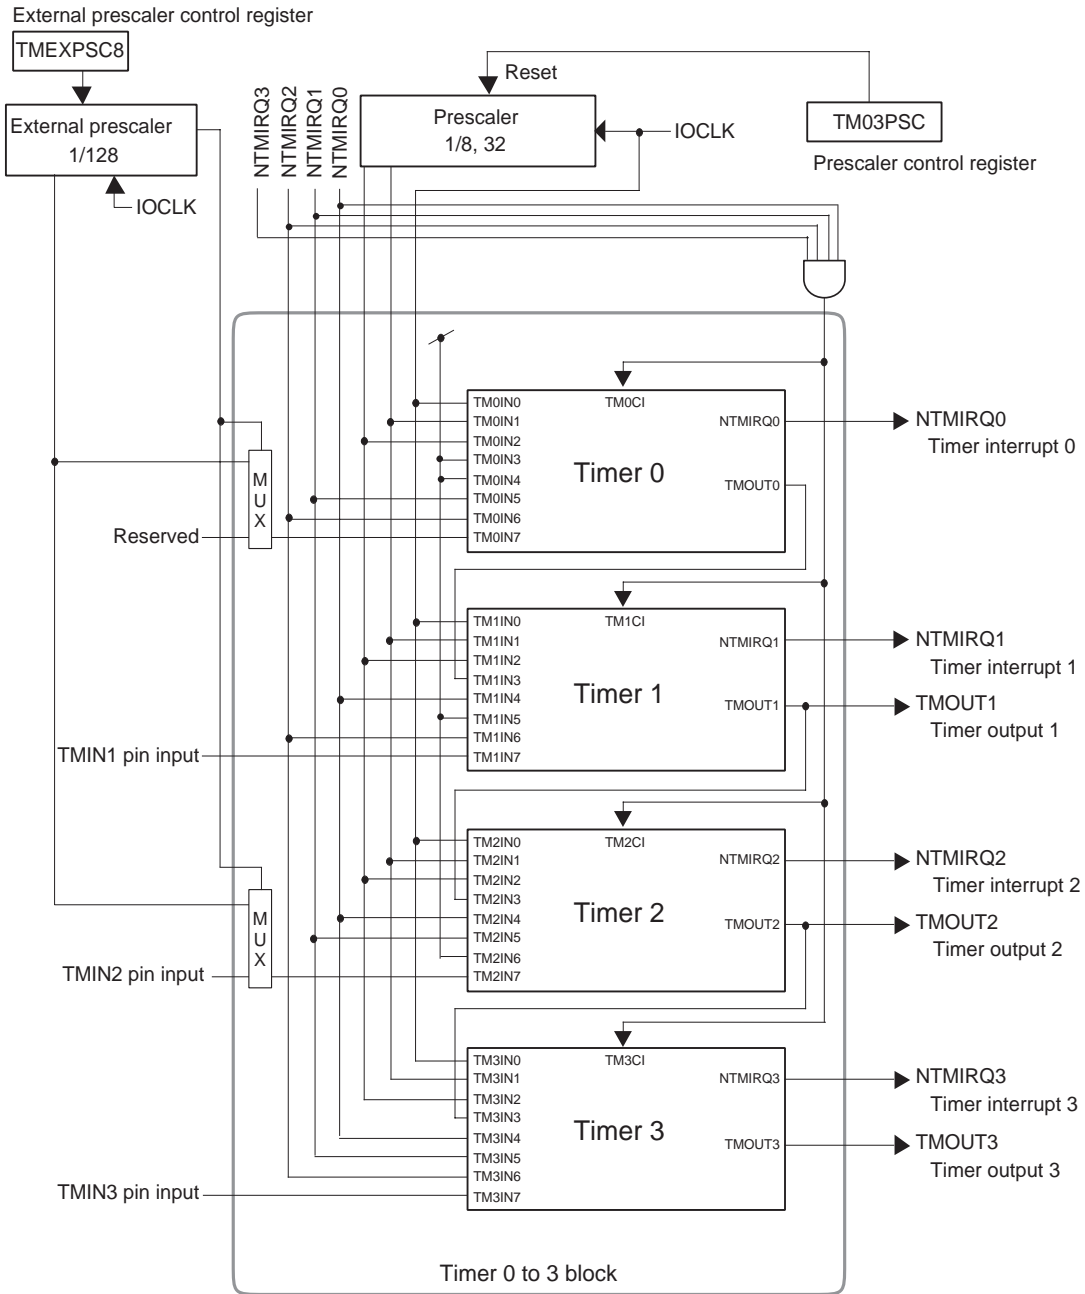 External prescaler control register
TMEXPSC8
External prescaler
1/128
IOCLK
NTMIRQ3
NTMIRQ2
NTMIRQ1
NTMIRQ0
Reset
Prescaler
1/8, 32
IOCLK
TM03PSC
Prescaler control register
MUX
Reserved
TM0IN0
TM0IN1
TM0IN2
TM0IN3
TM0IN4
TM0IN5
TM0IN6
TM0IN7
TM0CI
Timer 0
NTMIRQ0
TMOUT0
NTMIRQ0
Timer interrupt 0
TMIN1 pin input
TM1IN0
TM1IN1
TM1IN2
TM1IN3
TM1IN4
TM1IN5
TM1IN6
TM1IN7
TM1CI
Timer 1
NTMIRQ1
TMOUT1
NTMIRQ1
Timer interrupt 1
TMOUT1
Timer output 1
MUX
TMIN2 pin input
TM2IN0
TM2IN1
TM2IN2
TM2IN3
TM2IN4
TM2IN5
TM2IN6
TM2IN7
TM2CI
Timer 2
NTMIRQ2
TMOUT2
NTMIRQ2
Timer interrupt 2
TMOUT2
Timer output 2
TMIN3 pin input
TM3IN0
TM3IN1
TM3IN2
TM3IN3
TM3IN4
TM3IN5
TM3IN6
TM3IN7
TM3CI
Timer 3
NTMIRQ3
TMOUT3
NTMIRQ3
Timer interrupt 3
TMOUT3
Timer output 3
Timer 0 to 3 block